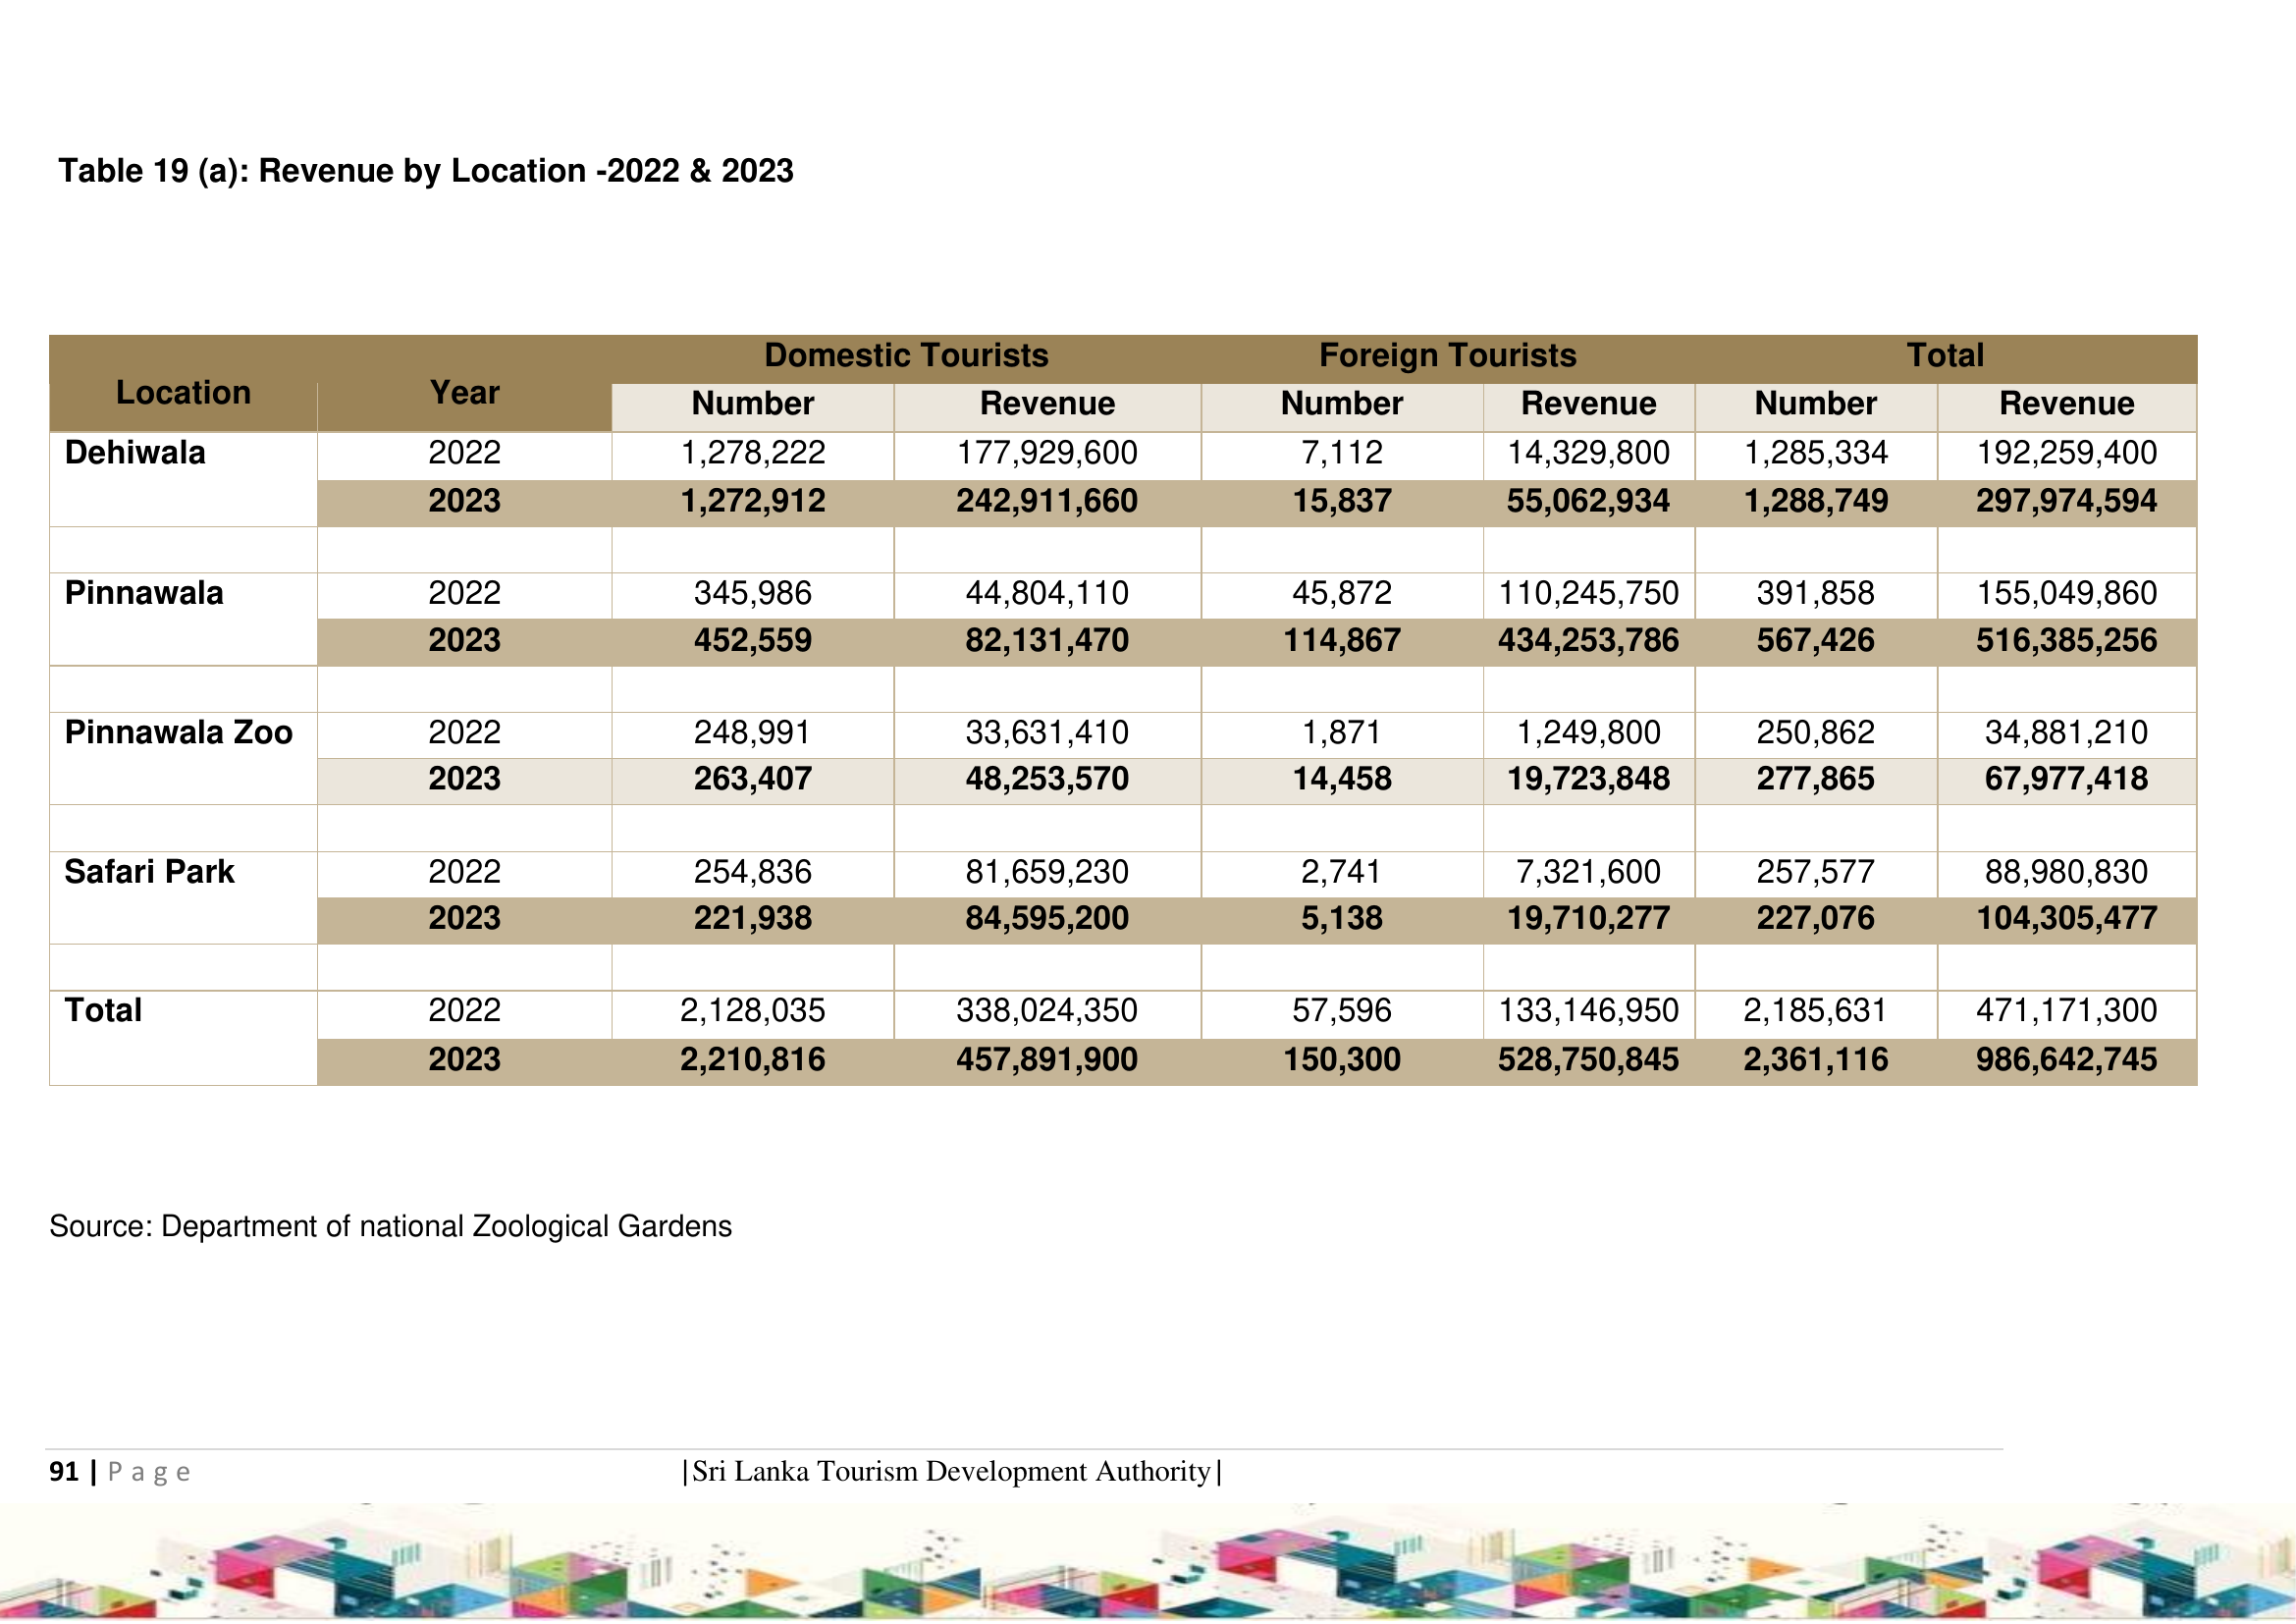 Table 19 (a): Revenue by Location -2022 & 2023
Location Year Domestic Tourists Foreign Tourists Total
Number Revenue Number Revenue Number Revenue
Dehiwala 2022 1,278,222 177,929,600 7,112 14,329,800 1,285,334 192,259,400
2023 1,272,912 242,911,660 15,837 55,062,934 1,288,749 297,974,594
Pinnawala 2022 345,986 44,804,110 45,872 110,245,750 391,858 155,049,860
2023 452,559 82,131,470 114,867 434,253,786 567,426 516,385,256
Pinnawala Zoo 2022 248,991 33,631,410 1,871 1,249,800 250,862 34,881,210
2023 263,407 48,253,570 14,458 19,723,848 277,865 67,977,418
Safari Park 2022 254,836 81,659,230 2,741 7,321,600 257,577 88,980,830
2023 221,938 84,595,200 5,138 19,710,277 227,076 104,305,477
Total 2022 2,128,035 338,024,350 57,596 133,146,950 2,185,631 471,171,300
2023 2,210,816 457,891,900 150,300 528,750,845 2,361,116 986,642,745
Source: Department of national Zoological Gardens
91 | Page |Sri Lanka Tourism Development Authority|